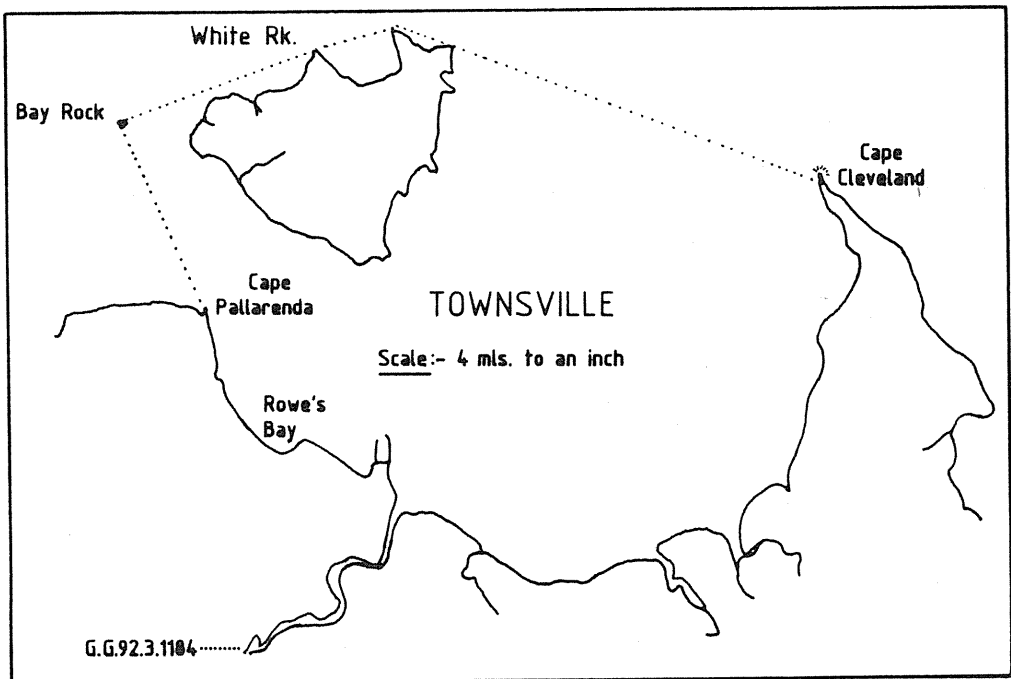 White Rk.
Bay Rock
Cape
Cleveland
Cape
Pallarenda
TOWNSVILLE
Scale:- 4 mls. to an inch
Rowe's
Bay
G.G.92.3.1184